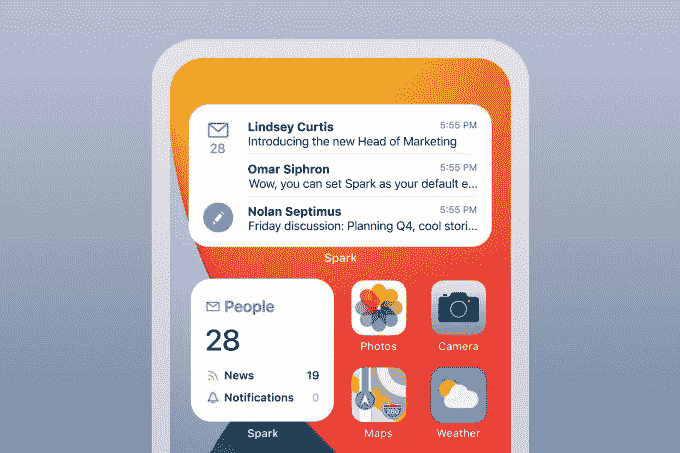 Lindsey Curtis 5:55 PM
28 Introducing the new Head of Marketing
Omar Siphron 5:55 PM
Wow, you can set Spark as your default e...
Nolan Septimus 5:55 PM
Friday discussion: Planning Q4, cool stori...
Spark
People
28
News 19
Notifications 0
Spark
Photos
Camera
Maps
Weather